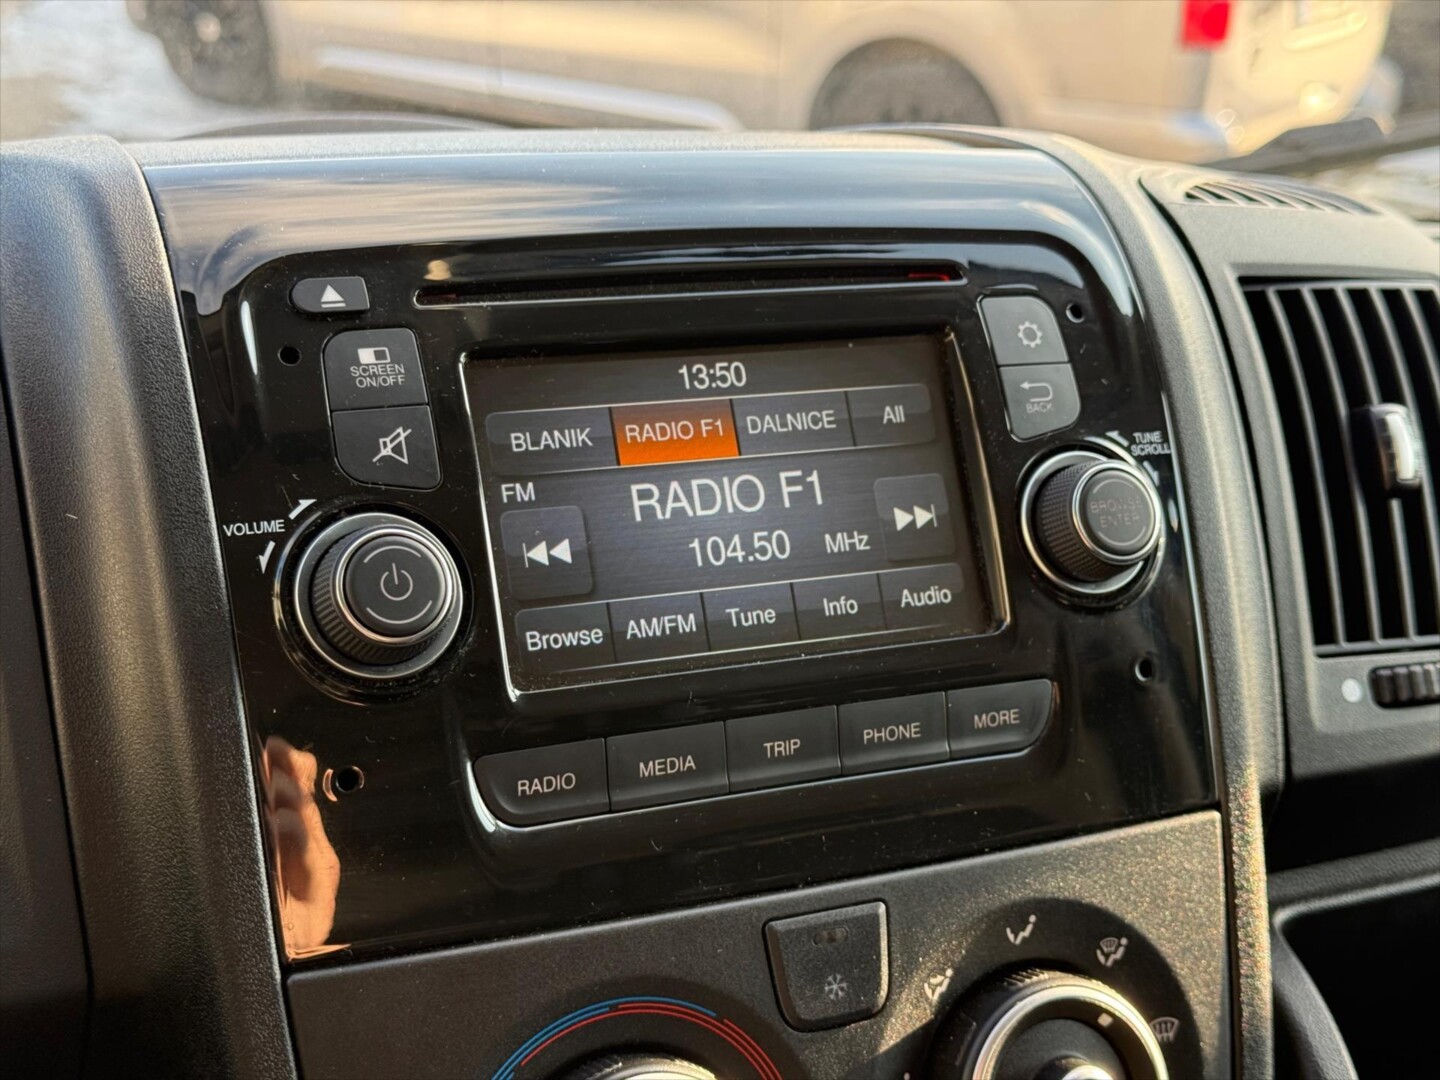 SCREEN
ON/OFF
BACK
VOLUME
TUNE
SCROLL
BROWSE
ENTER
13:50
BLANIK RADIO F1 DALNICE All
FM
RADIO F1
104.50 MHz
Browse AM/FM Tune Info Audio
RADIO MEDIA TRIP PHONE MORE